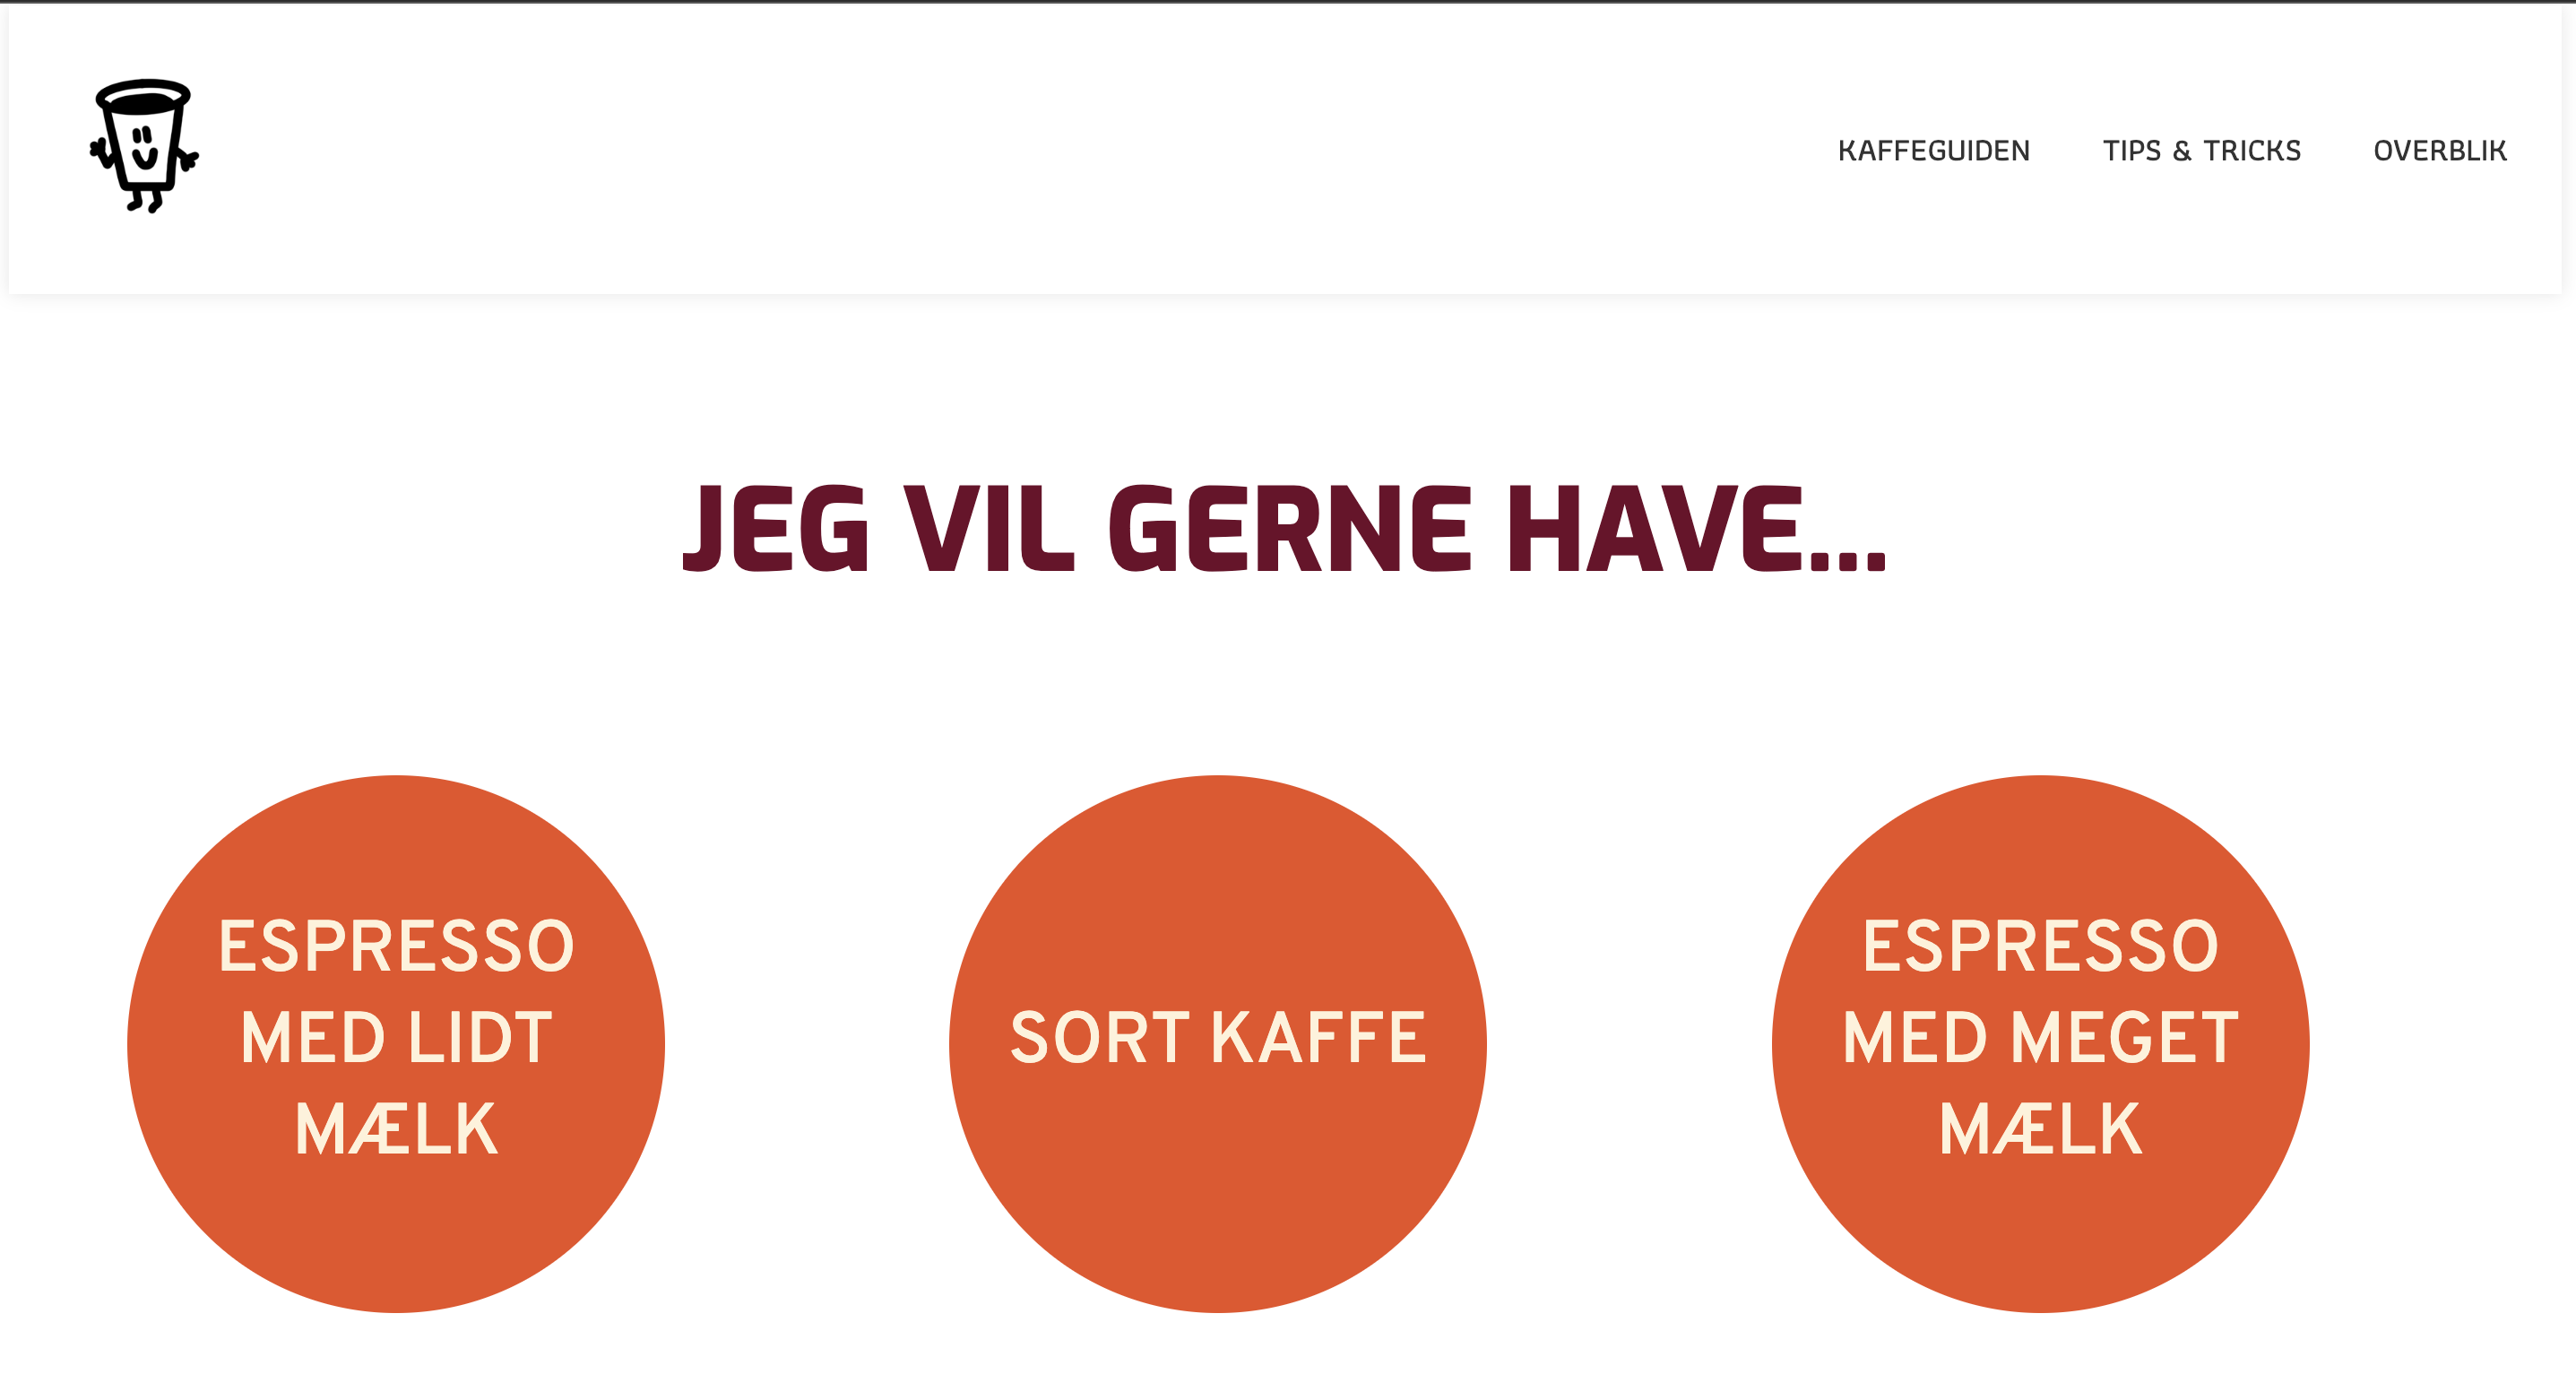 KAFFEGUIDEN TIPS & TRICKS OVERBLIK
JEG VIL GERNE HAVE...
ESPRESSO
MED LIDT
MÆLK
SORT KAFFE
ESPRESSO
MED MEGET
MÆLK